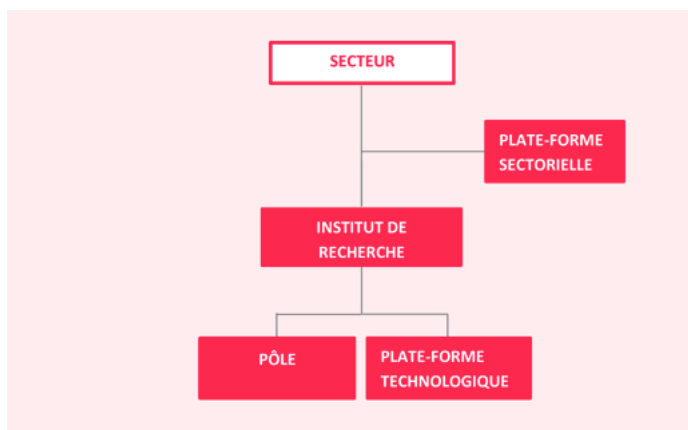 SECTEUR
PLATE-FORME
SECTORIELLE
INSTITUT DE
RECHERCHE
PÔLE
PLATE-FORME
TECHNOLOGIQUE